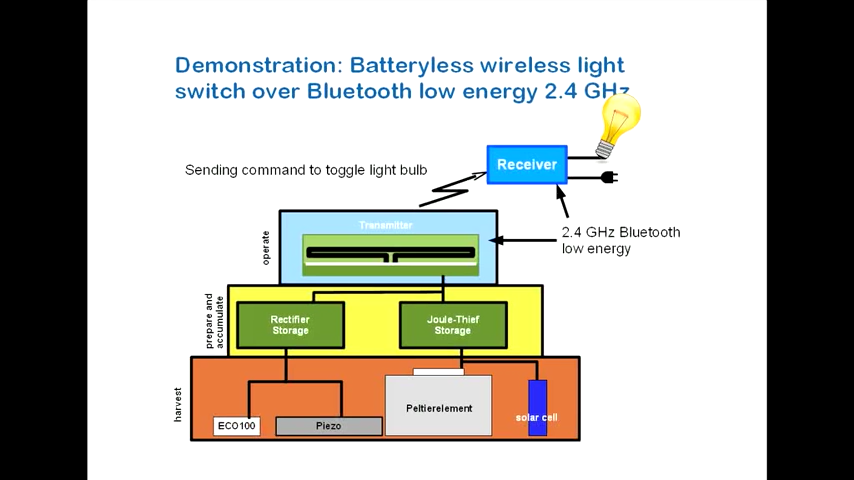 Demonstration: Batteryless wireless light
switch over Bluetooth low energy 2.4 GHz
Receiver
Sending command to toggle light bulb
Transmitter
2.4 GHz Bluetooth
low energy
operate
prepare and
accumulate
Rectifier
Storage
Joule-Thief
Storage
harvest
Peltierelement
solar cell
ECO100
Piezo